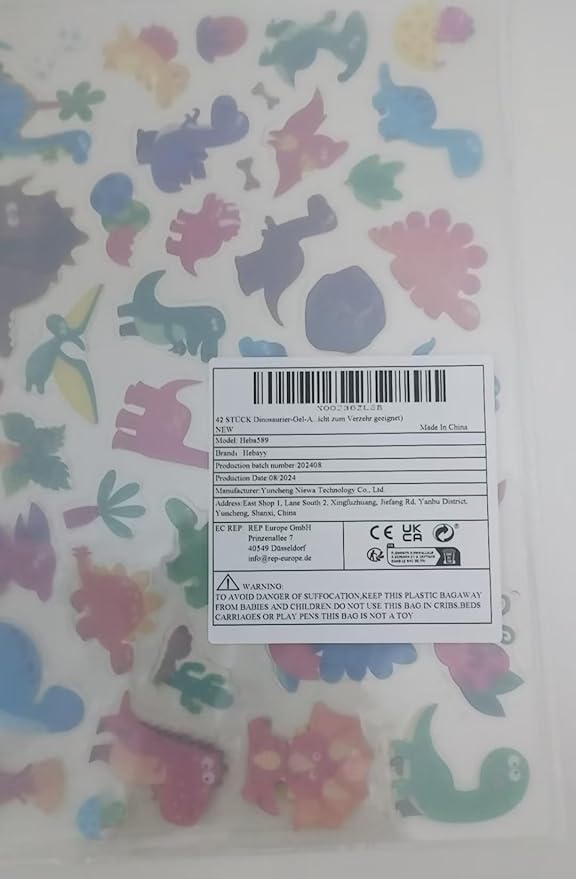 42 STÜCK Dinosaurier-Gel-A...icht zum Verzehr geeignet)
NEW Made In China
Model: Heba589
Brand: Hebayy
Production batch number:202408
Production Date:08/2024
Manufacturer:Yuncheng Niewa Technology Co., Ltd
Address:East Shop 1, Lane South 2, Xingfuzhuang, Jiefang Rd, Yanhu District,
Yuncheng, Shanxi, China
EC REP REP Europe GmbH
Prinzenallee 7
40549 Düsseldorf
info@rep-europe.de
CE UK CA
WARNING:
TO AVOID DANGER OF SUFFOCATION,KEEP THIS PLASTIC BAGAWAY
FROM BABIES AND CHILDREN DO NOT USE THIS BAG IN CRIBS,BEDS
CARRIAGES OR PLAY PENS THIS BAG IS NOT A TOY